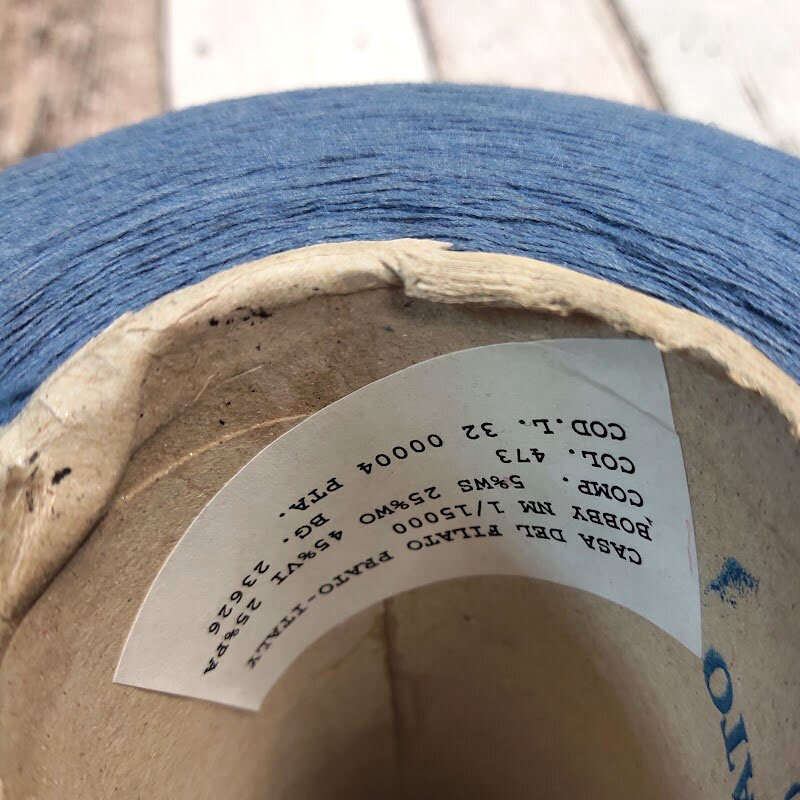 CASA DEL FILATO PRATO-ITALY
BOBBY NM 1/15000
COMP. 5%WS 25%WO 45%VI 25%PA
COL. 473 BG. 23626
COD.L. 32 00004 PTA.
ATO